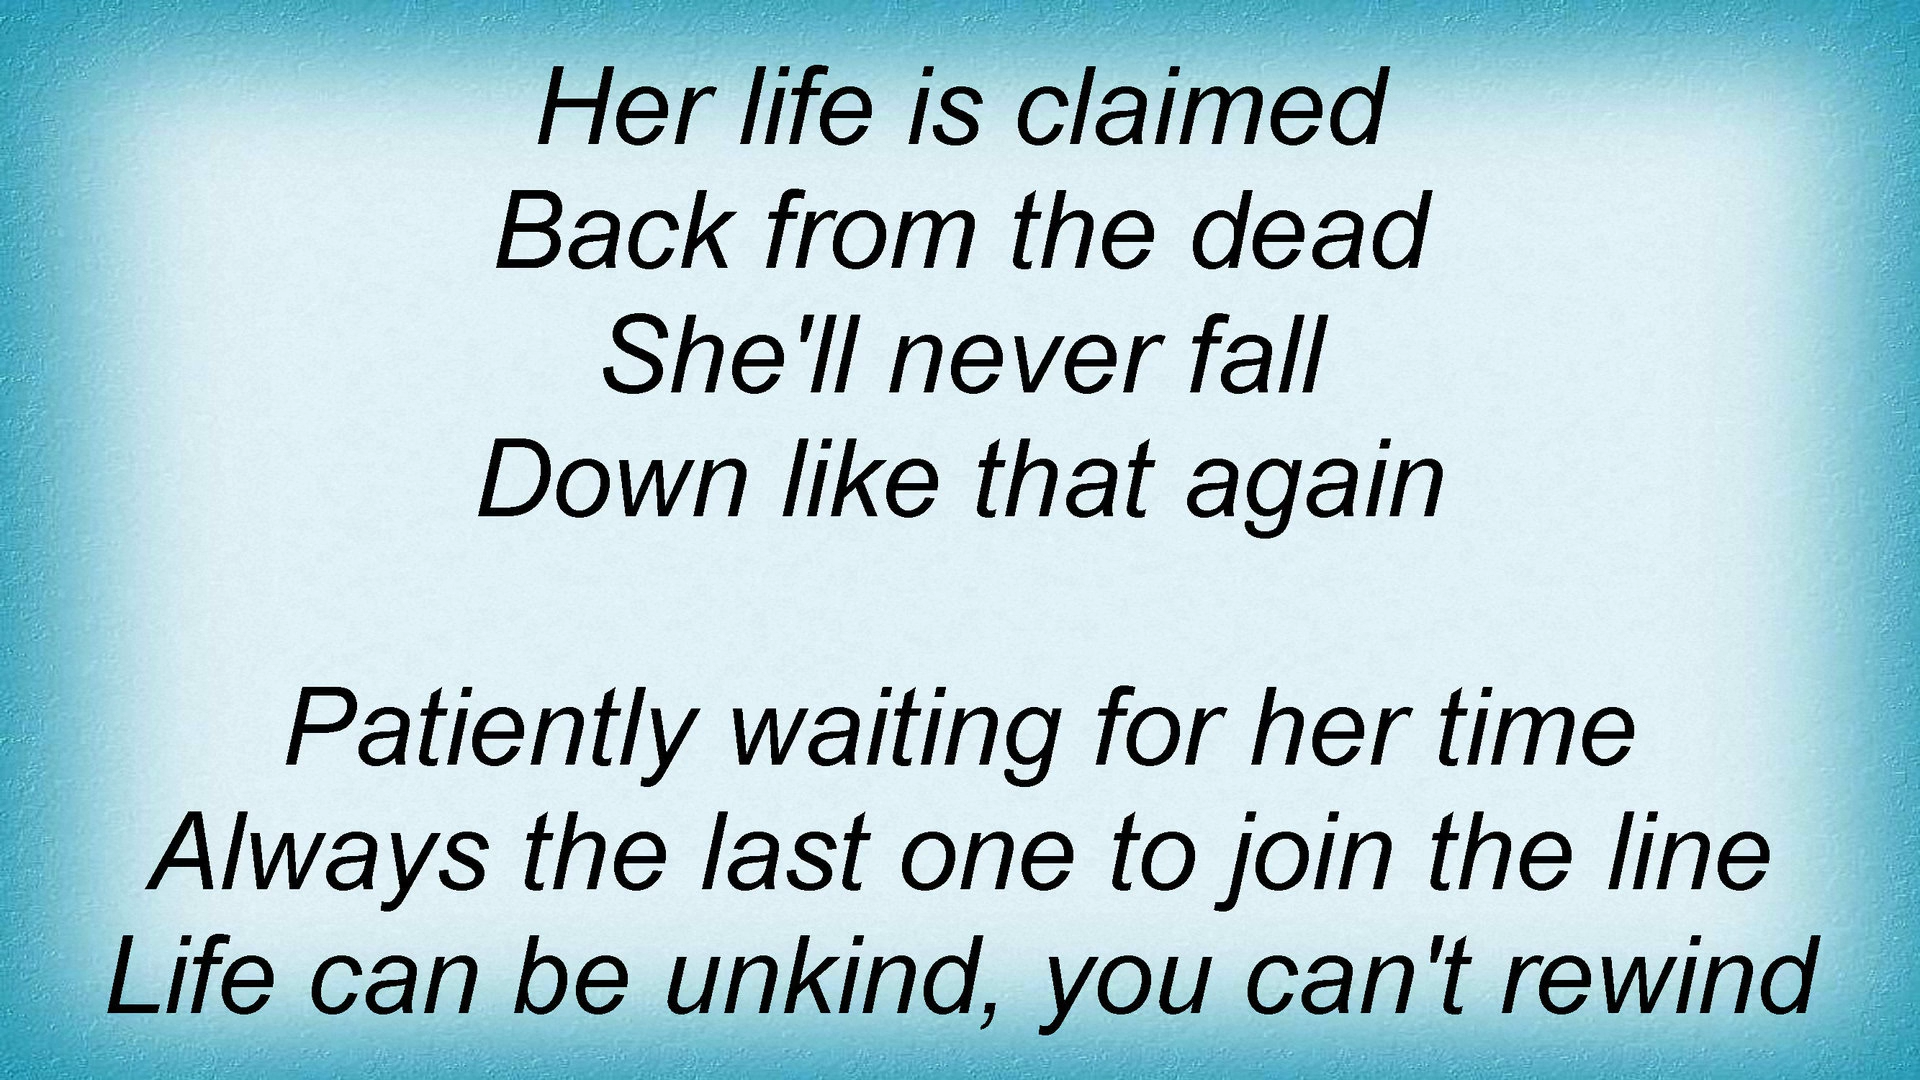 Her life is claimed
Back from the dead
She'll never fall
Down like that again
Patiently waiting for her time
Always the last one to join the line
Life can be unkind, you can't rewind